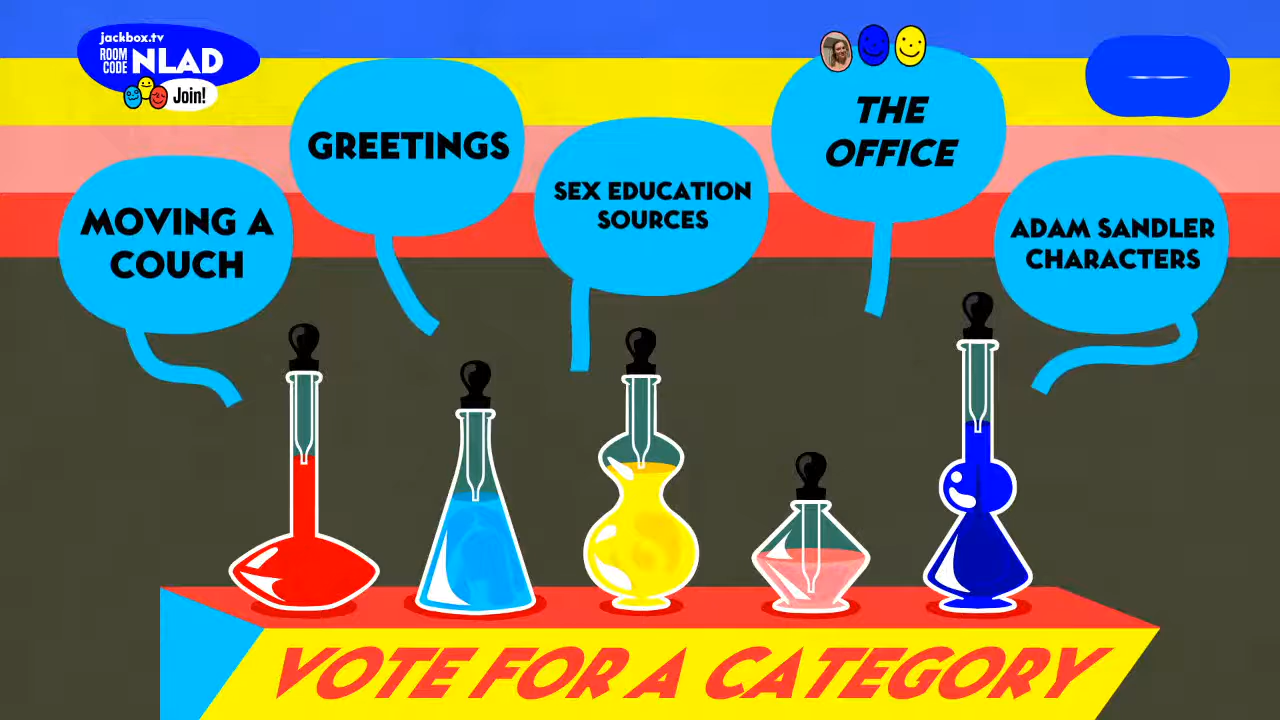 jackbox.tv
ROOM
CODE
NLAD
Join!
MOVING A
COUCH
GREETINGS
SEX EDUCATION
SOURCES
THE
OFFICE
ADAM SANDLER
CHARACTERS
VOTE FOR A CATEGORY